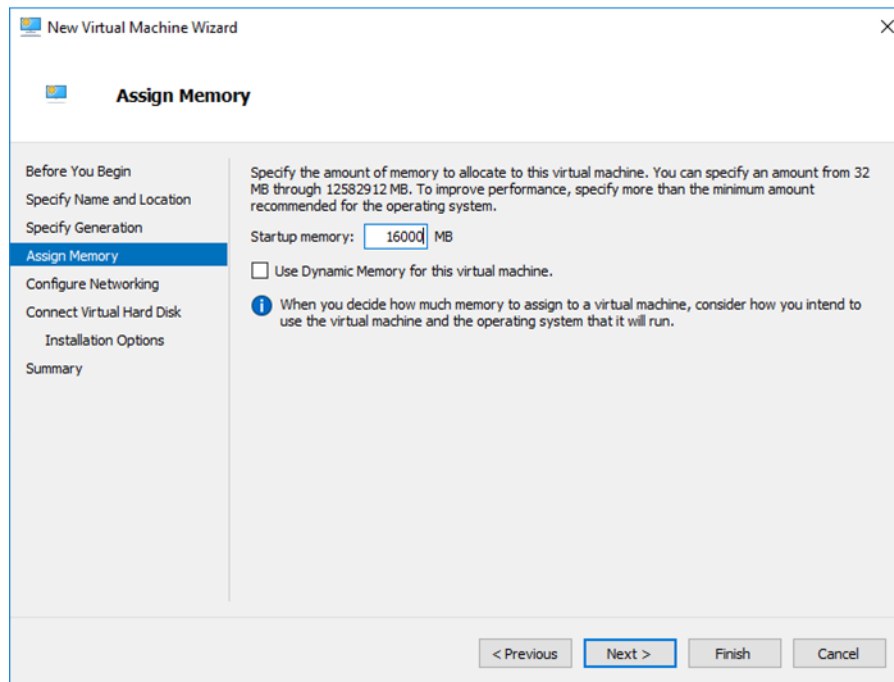 New Virtual Machine Wizard
Assign Memory
Before You Begin
Specify Name and Location
Specify Generation
Assign Memory
Configure Networking
Connect Virtual Hard Disk
Installation Options
Summary
Specify the amount of memory to allocate to this virtual machine. You can specify an amount from 32
MB through 12582912 MB. To improve performance, specify more than the minimum amount
recommended for the operating system.
Startup memory: 16000 MB
Use Dynamic Memory for this virtual machine.
When you decide how much memory to assign to a virtual machine, consider how you intend to
use the virtual machine and the operating system that it will run.
< Previous Next > Finish Cancel